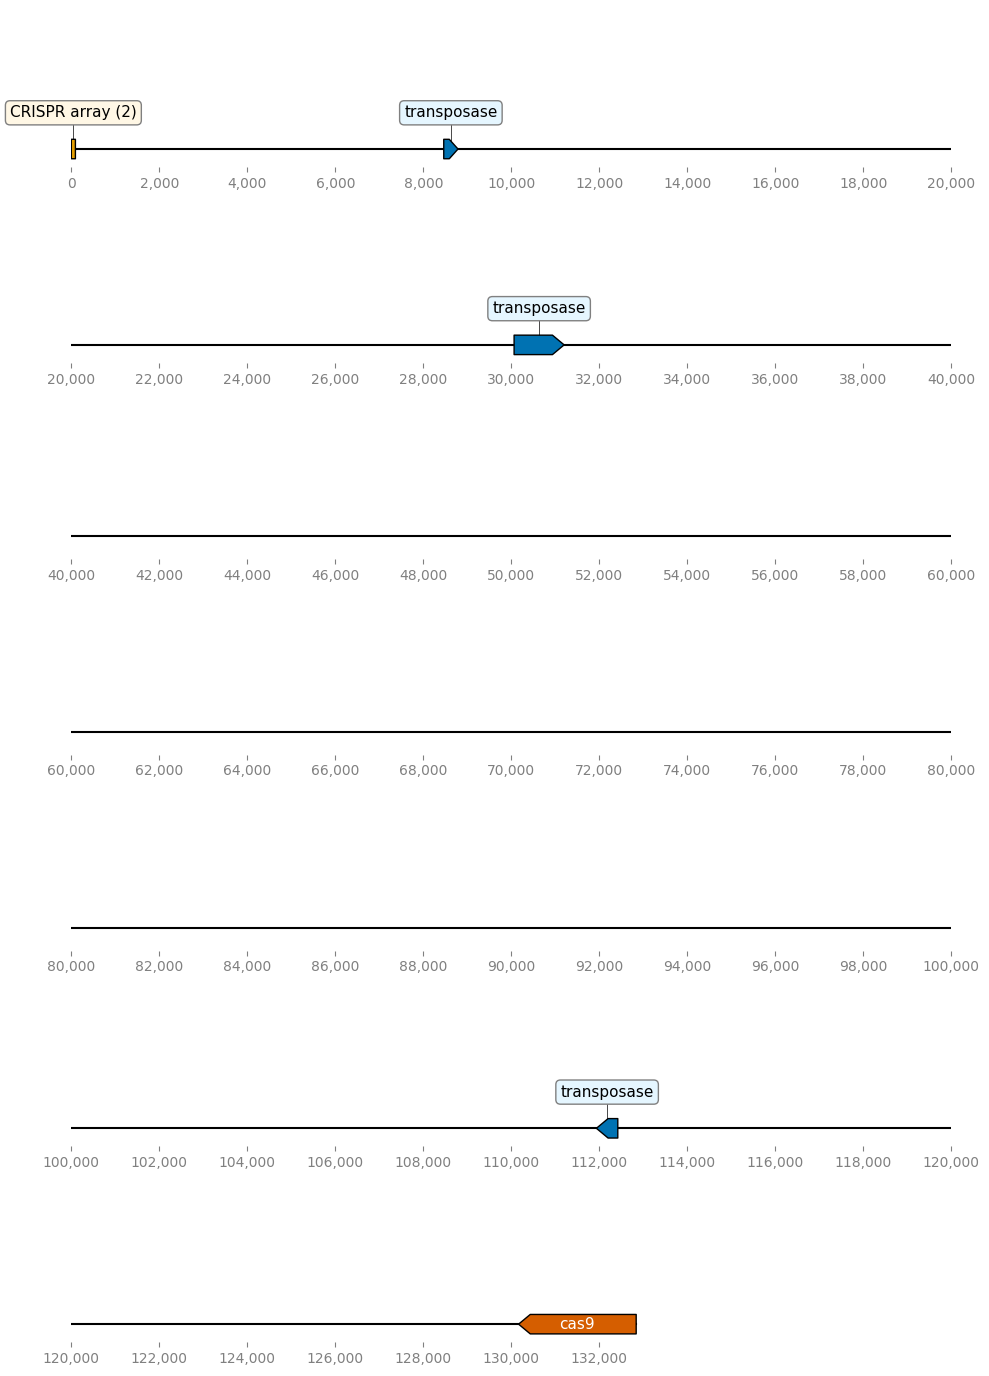 CRISPR array (2) transposase
0 2,000 4,000 6,000 8,000 10,000 12,000 14,000 16,000 18,000 20,000
transposase
20,000 22,000 24,000 26,000 28,000 30,000 32,000 34,000 36,000 38,000 40,000
40,000 42,000 44,000 46,000 48,000 50,000 52,000 54,000 56,000 58,000 60,000
60,000 62,000 64,000 66,000 68,000 70,000 72,000 74,000 76,000 78,000 80,000
80,000 82,000 84,000 86,000 88,000 90,000 92,000 94,000 96,000 98,000 100,000
transposase
100,000 102,000 104,000 106,000 108,000 110,000 112,000 114,000 116,000 118,000 120,000
cas9
120,000 122,000 124,000 126,000 128,000 130,000 132,000